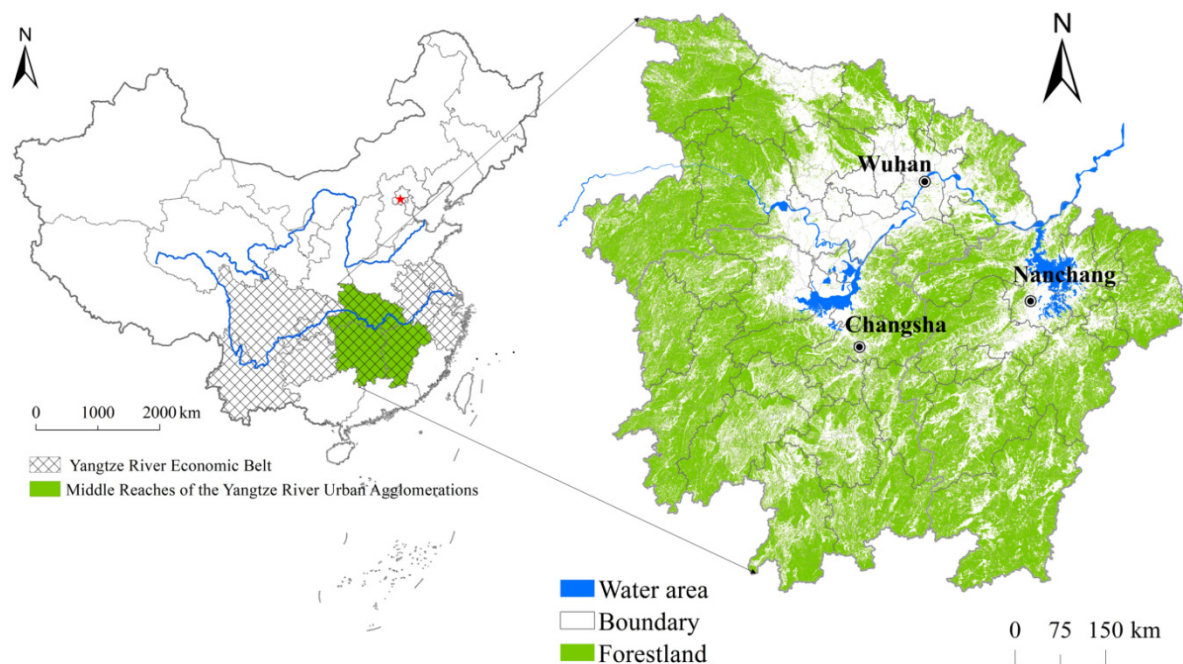 N
0 1000 2000 km
Yangtze River Economic Belt
Middle Reaches of the Yangtze River Urban Agglomerations
N
Wuhan
Nanchang
Changsha
Water area
Boundary
Forestland
0 75 150 km